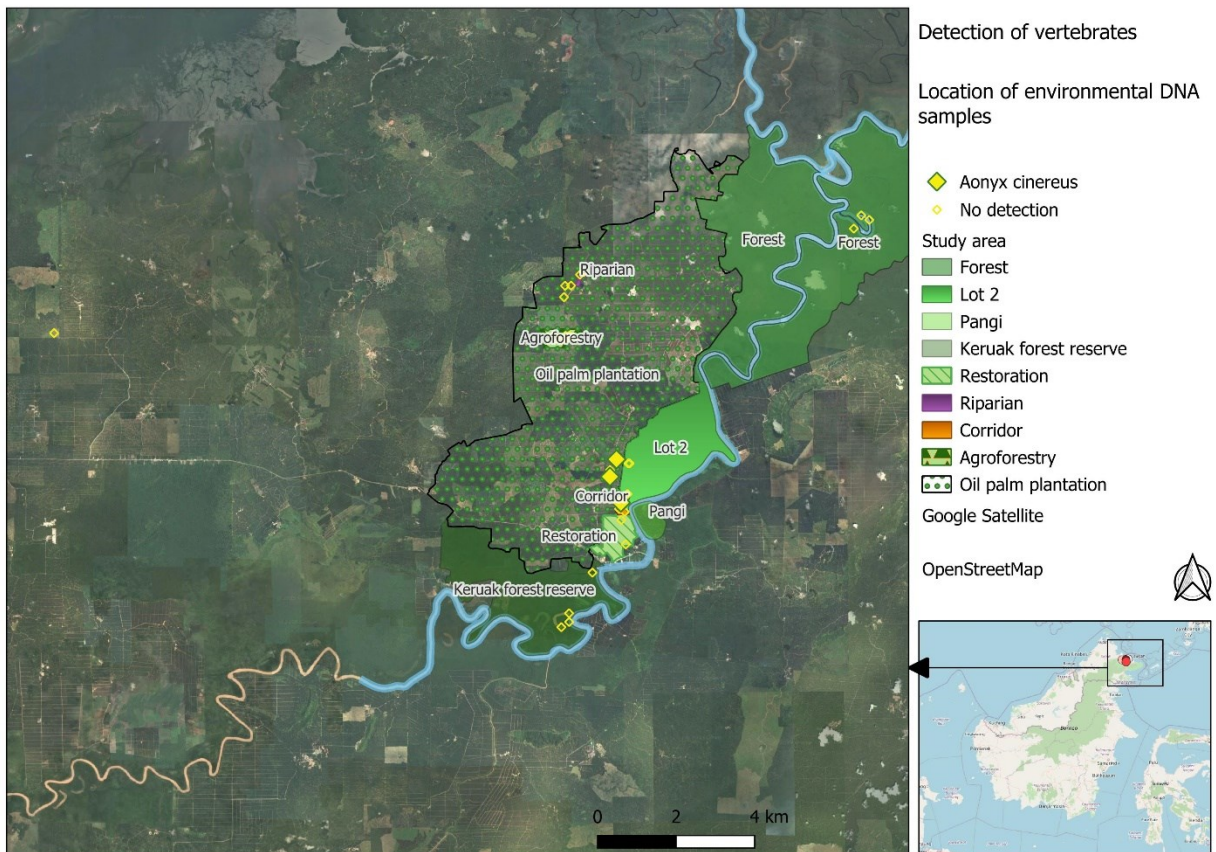 Detection of vertebrates
Location of environmental DNA
samples
Aonyx cinereus
No detection
Study area
Forest
Lot 2
Pangi
Keruak forest reserve
Restoration
Riparian
Corridor
Agroforestry
Oil palm plantation
Google Satellite
OpenStreetMap
Forest
Forest
Riparian
Agroforestry
Oil palm plantation
Lot 2
Corridor
Pangi
Restoration
Keruak forest reserve
0 2 4 km
Borneo